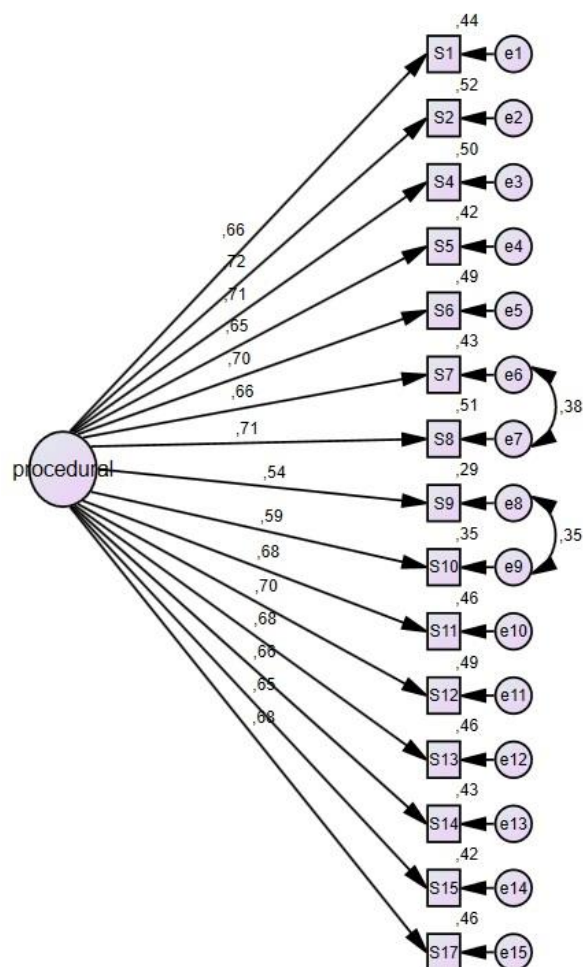 ,44
S1 e1
,52
S2 e2
,50
S4 e3
,42
S5 e4
,49
S6 e5
,43
S7 e6
,51
S8 e7
,29
S9 e8
,35
S10 e9
,46
S11 e10
,49
S12 e11
,46
S13 e12
,43
S14 e13
,42
S15 e14
,46
S17 e15
,66
,72
,71
,65
,70
,66
,71
,54
,59
,68
,70
,68
,66
,65
,68
procedural
,38
,35